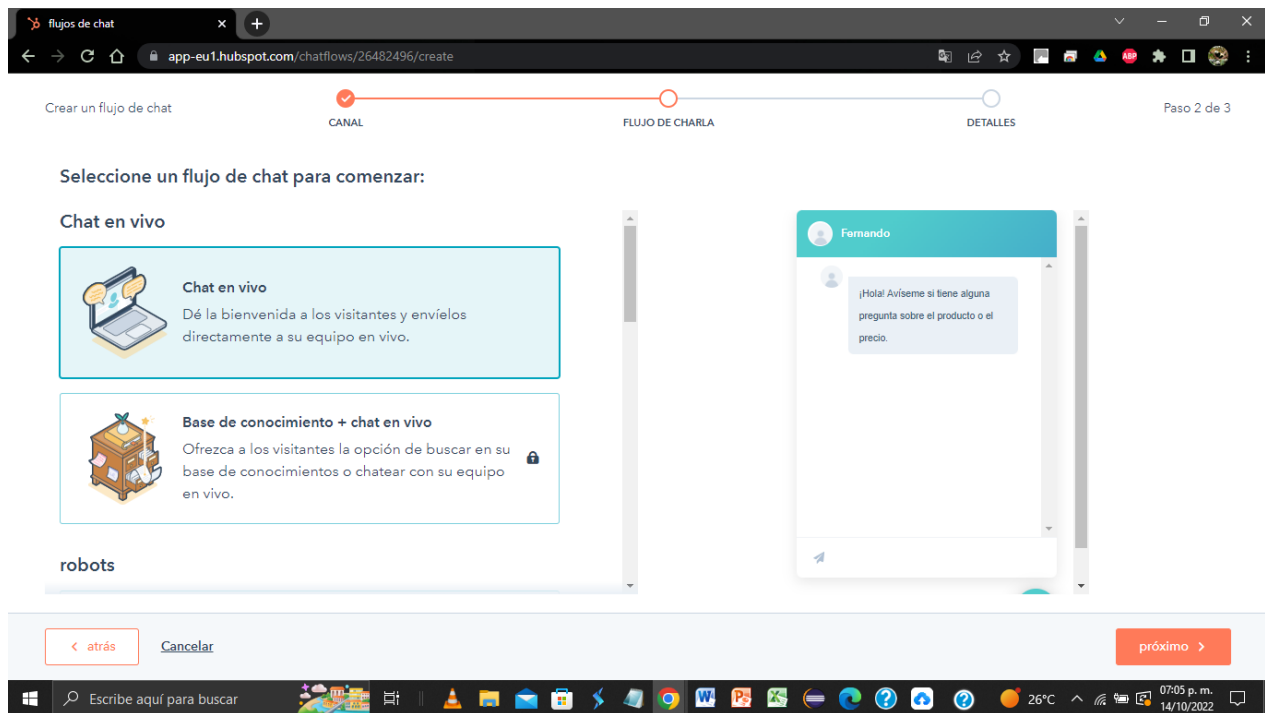 flujos de chat
app-eu1.hubspot.com/chatflows/26482496/create
ABP
Crear un flujo de chat
CANAL
FLUJO DE CHARLA
DETALLES
Paso 2 de 3
Seleccione un flujo de chat para comenzar:
Chat en vivo
Chat en vivo
Dé la bienvenida a los visitantes y envíelos
directamente a su equipo en vivo.
Base de conocimiento + chat en vivo
Ofrezca a los visitantes la opción de buscar en su
base de conocimientos o chatear con su equipo
en vivo.
robots
Fernando
¡Hola! Avíseme si tiene alguna
pregunta sobre el producto o el
precio.
atrás
Cancelar
próximo
Escribe aquí para buscar
26°C
07:05 p. m.
14/10/2022